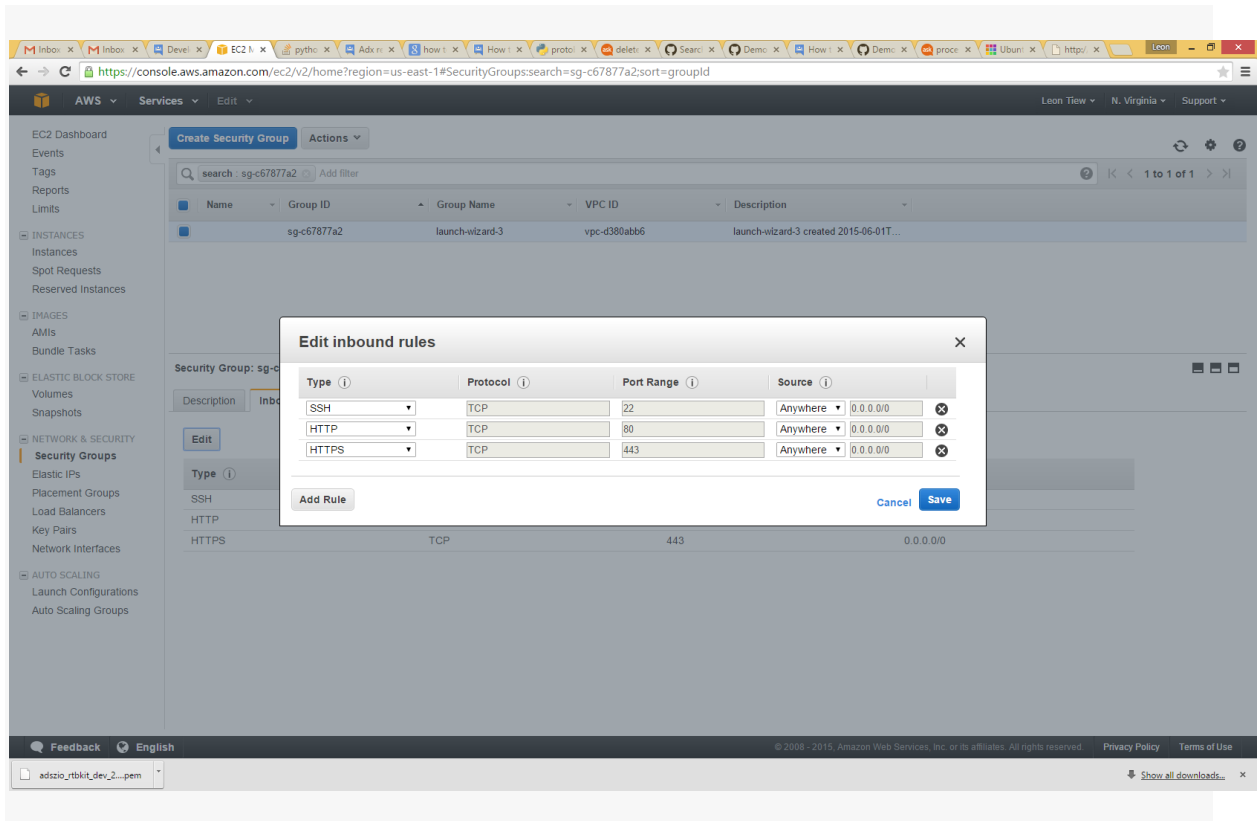 Inbox Inbox Devel EC2 M pytho Adx r how t How t protol delete Searc Demo How t Demo proce Ubunt http:/ Leon
https://console.aws.amazon.com/ec2/v2/home?region=us-east-1#SecurityGroups:search=sg-c67877a2;sort=groupId
AWS Services Edit Leon Tiew N. Virginia Support
EC2 Dashboard
Events
Tags
Reports
Limits
INSTANCES
Instances
Spot Requests
Reserved Instances
IMAGES
AMIs
Bundle Tasks
ELASTIC BLOCK STORE
Volumes
Snapshots
NETWORK & SECURITY
Security Groups
Elastic IPs
Placement Groups
Load Balancers
Key Pairs
Network Interfaces
AUTO SCALING
Launch Configurations
Auto Scaling Groups
Create Security Group Actions
search : sg-c67877a2 Add filter 1 to 1 of 1
Name Group ID Group Name VPC ID Description
sg-c67877a2 launch-wizard-3 vpc-d380abb6 launch-wizard-3 created 2015-06-01T...
Security Group: sg-c
Description Inbo
Edit
Type
SSH
HTTP
HTTPS TCP 443 0.0.0.0/0
Edit inbound rules
Type Protocol Port Range Source
SSH TCP 22 Anywhere 0.0.0.0/0
HTTP TCP 80 Anywhere 0.0.0.0/0
HTTPS TCP 443 Anywhere 0.0.0.0/0
Add Rule Cancel Save
Feedback English © 2008 - 2015, Amazon Web Services, Inc. or its affiliates. All rights reserved. Privacy Policy Terms of Use
adszio_rtbkit_dev_2....pem Show all downloads...